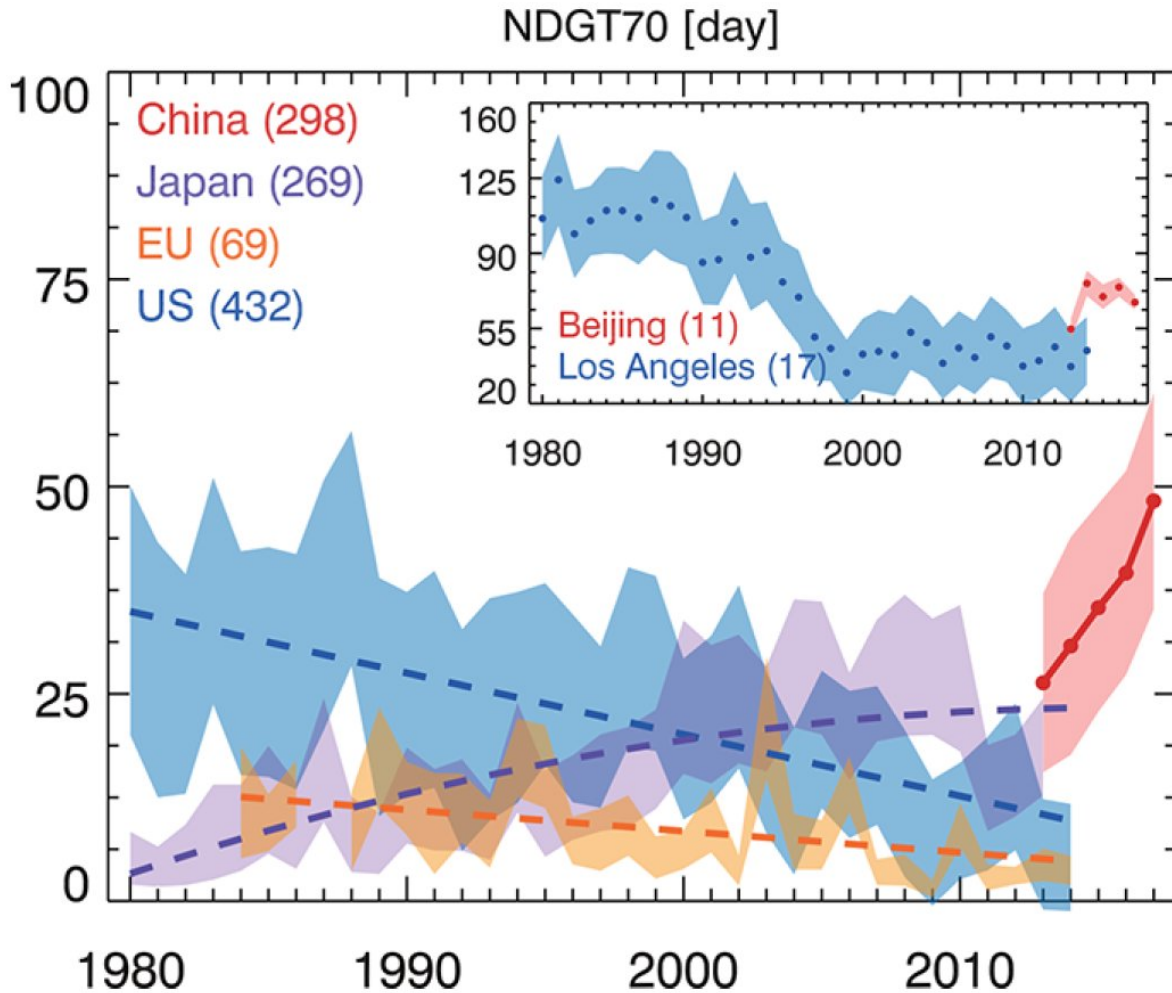 NDGT70 [day]
100
75
50
25
0
China (298)
Japan (269)
EU (69)
US (432)
160
125
90
55
20
Beijing (11)
Los Angeles (17)
1980 1990 2000 2010
1980 1990 2000 2010